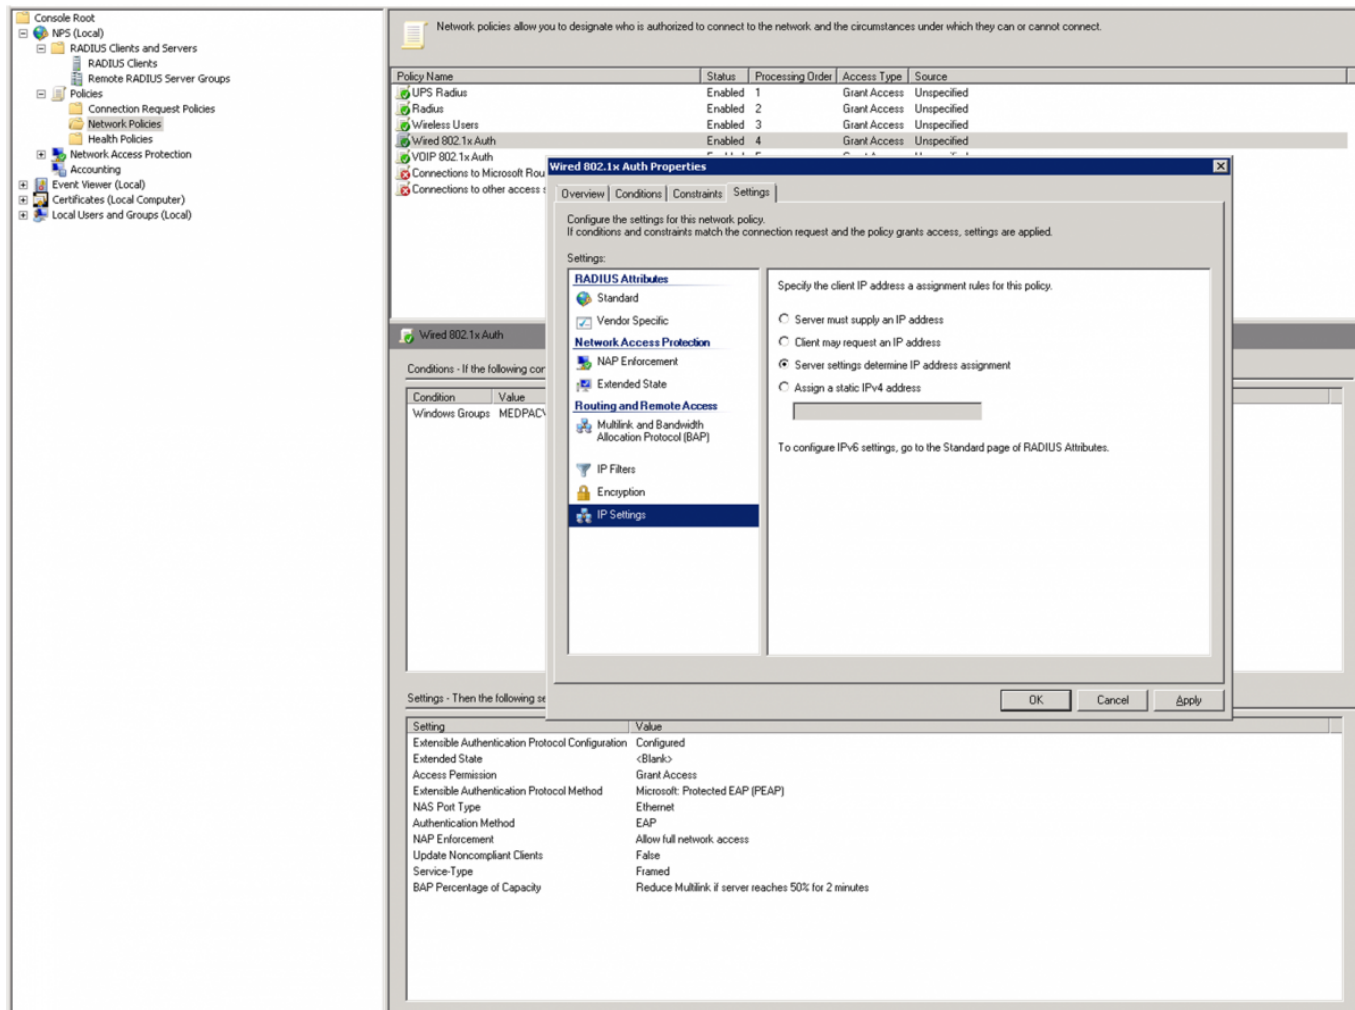 Console Root
NPS (Local)
RADIUS Clients and Servers
RADIUS Clients
Remote RADIUS Server Groups
Policies
Connection Request Policies
Network Policies
Health Policies
Network Access Protection
Accounting
Event Viewer (Local)
Certificates (Local Computer)
Local Users and Groups (Local)
Network policies allow you to designate who is authorized to connect to the network and the circumstances under which they can or cannot connect.
Policy Name Status Processing Order Access Type Source
UPS Radius Enabled 1 Grant Access Unspecified
Radius Enabled 2 Grant Access Unspecified
Wireless Users Enabled 3 Grant Access Unspecified
Wired 802.1x Auth Enabled 4 Grant Access Unspecified
VOIP 802.1x Auth
Connections to Microsoft Rou
Connections to other access s
Wired 802.1x Auth
Conditions - If the following cor
Condition Value
Windows Groups MEDPACV
Wired 802.1x Auth Properties
Overview Conditions Constraints Settings
Configure the settings for this network policy.
If conditions and constraints match the connection request and the policy grants access, settings are applied.
Settings:
RADIUS Attributes
Standard
Vendor Specific
Network Access Protection
NAP Enforcement
Extended State
Routing and Remote Access
Multilink and Bandwidth
Allocation Protocol (BAP)
IP Filters
Encryption
IP Settings
Specify the client IP address a assignment rules for this policy.
Server must supply an IP address
Client may request an IP address
Server settings determine IP address assignment
Assign a static IPv4 address
To configure IPv6 settings, go to the Standard page of RADIUS Attributes.
OK Cancel Apply
Settings - Then the following se
Setting Value
Extensible Authentication Protocol Configuration Configured
Extended State <Blank>
Access Permission Grant Access
Extensible Authentication Protocol Method Microsoft: Protected EAP (PEAP)
NAS Port Type Ethernet
Authentication Method EAP
NAP Enforcement Allow full network access
Update Noncompliant Clients False
Service-Type Framed
BAP Percentage of Capacity Reduce Multilink if server reaches 50% for 2 minutes